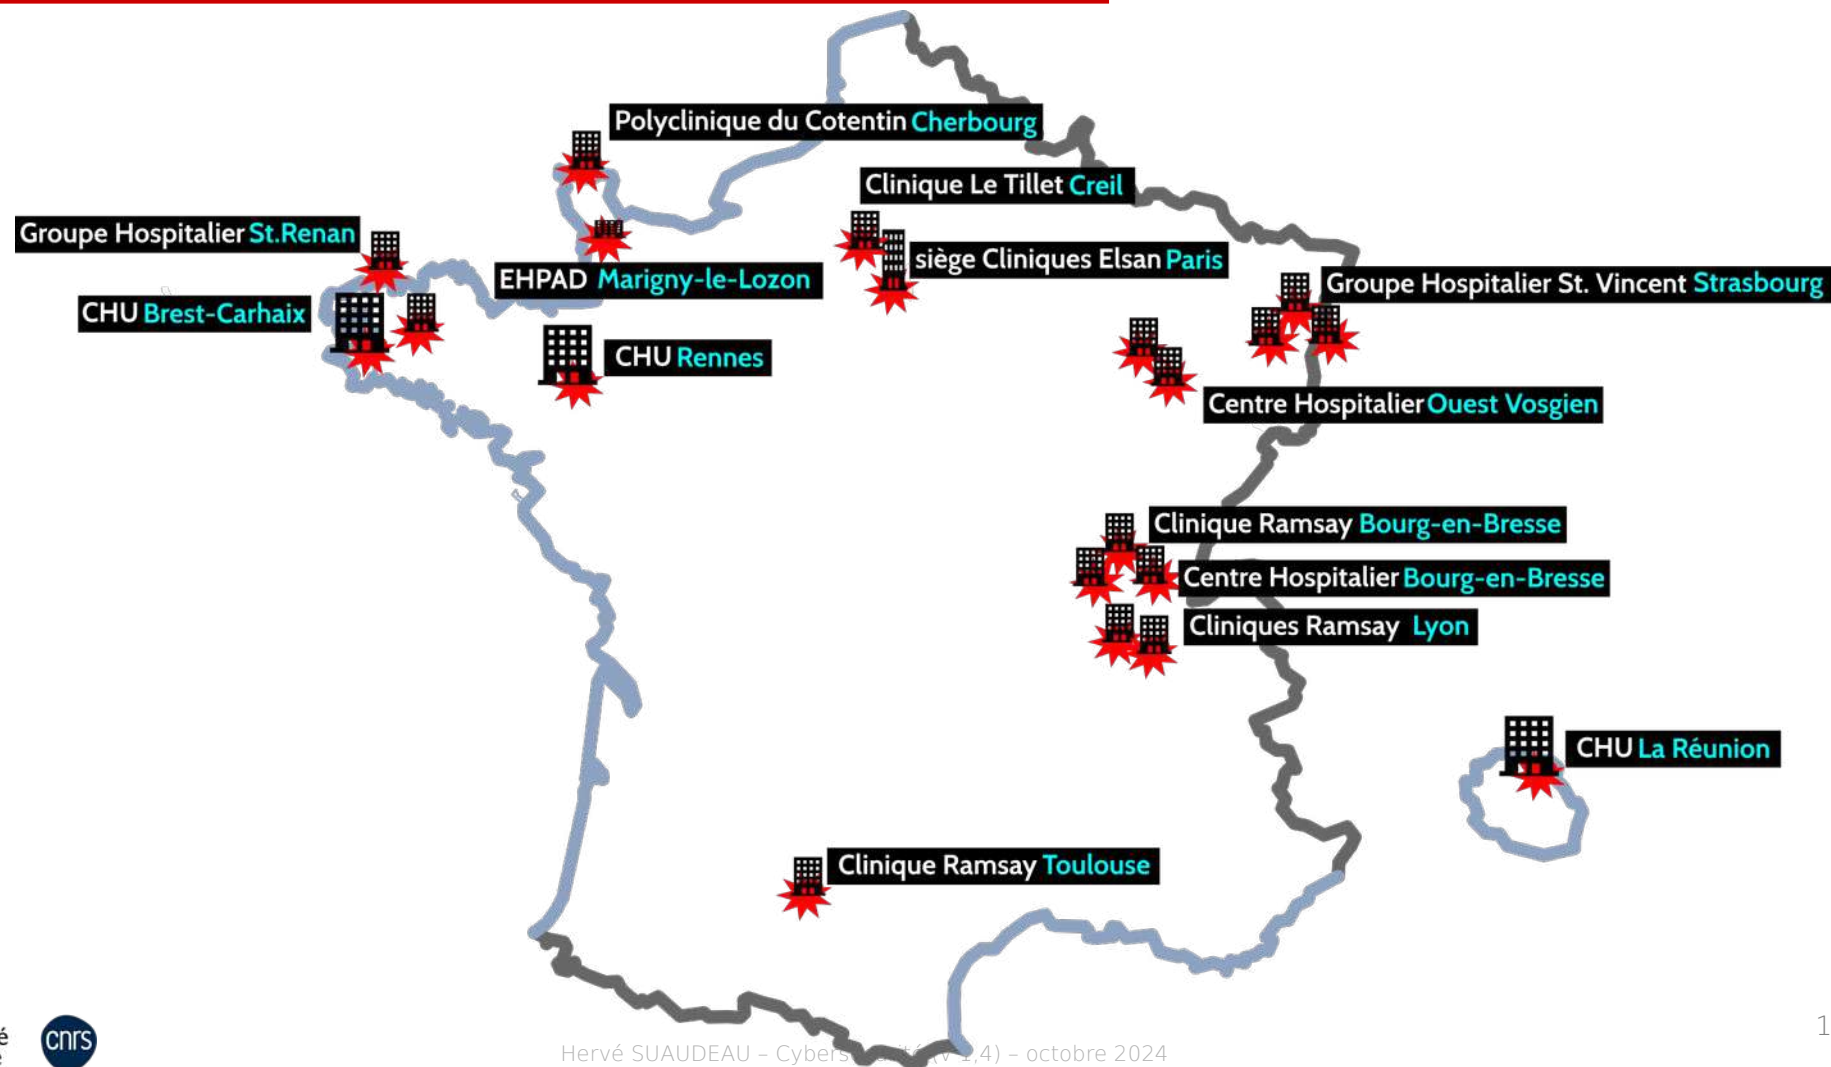 Polyclinique du Cotentin Cherbourg
Clinique Le Tillet Creil
Groupe Hospitalier St.Renan
siège Cliniques Elsan Paris
EHPAD Marigny-le-Lozon
Groupe Hospitalier St. Vincent Strasbourg
CHU Brest-Carhaix
CHU Rennes
Centre Hospitalier Ouest Vosgien
Clinique Ramsay Bourg-en-Bresse
Centre Hospitalier Bourg-en-Bresse
Cliniques Ramsay Lyon
CHU La Réunion
Clinique Ramsay Toulouse
cnrs
Hervé SUAUDEAU – Cybersécurité (v 1,4) – octobre 2024
1